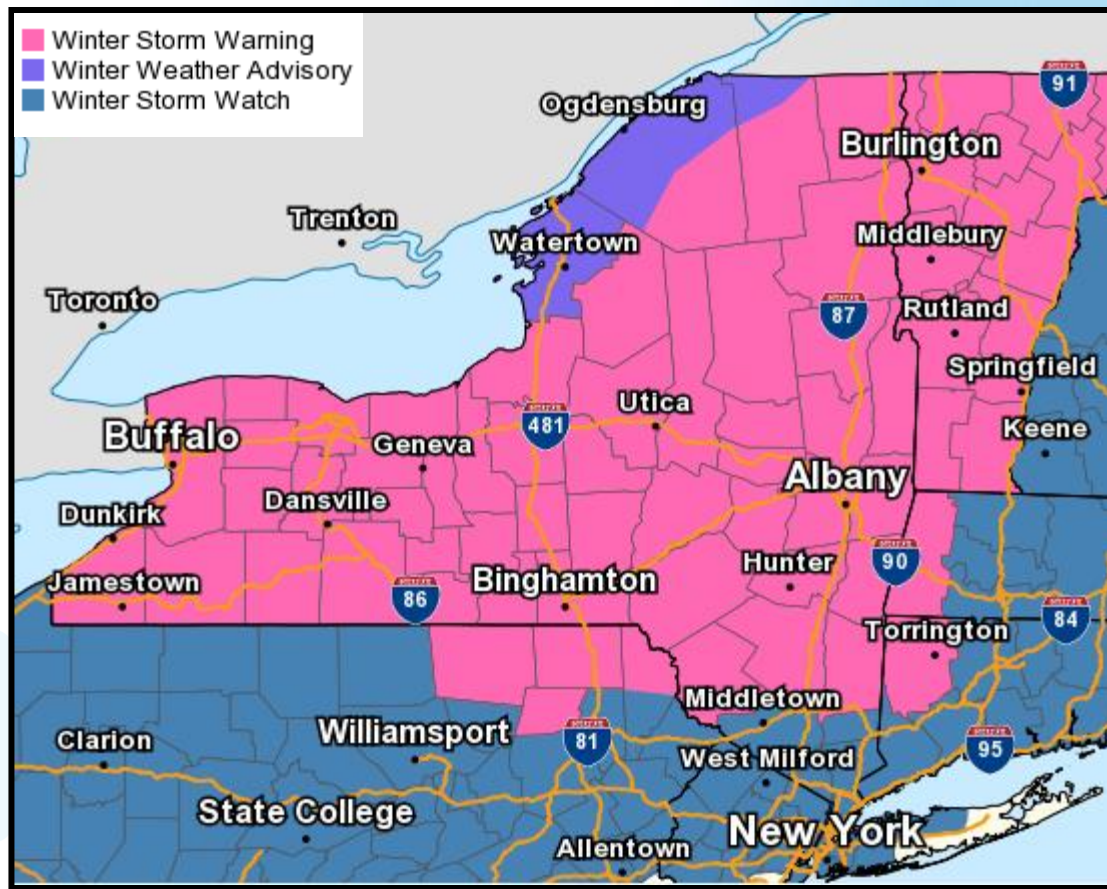 Winter Storm Warning
Winter Weather Advisory
Winter Storm Watch
91
Ogdensburg
Burlington
Trenton
Watertown
Middlebury
Toronto
87
Rutland
Springfield
Utica
481
Buffalo
Geneva
Keene
Albany
Dansville
Dunkirk
Hunter
90
Jamestown
86
Binghamton
84
Torrington
Middletown
Williamsport
81
Clarion
95
West Milford
State College
New York
Allentown